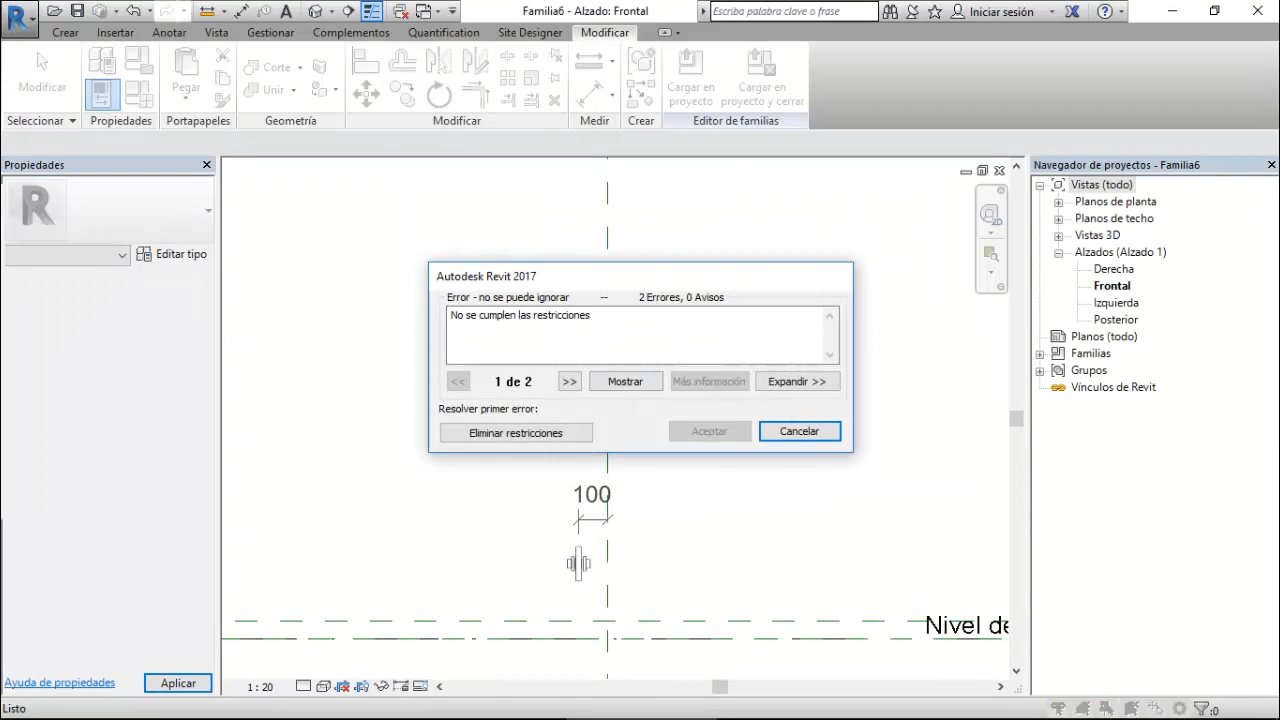 Familia6 - Alzado: Frontal
Escriba palabra clave o frase
Iniciar sesión
Crear
Insertar
Anotar
Vista
Gestionar
Complementos
Quantification
Site Designer
Modificar
Modificar
Pegar
Corte
Unir
Cargar en
proyecto
Cargar en
proyecto y cerrar
Seleccionar
Propiedades
Portapapeles
Geometría
Modificar
Medir
Crear
Editor de familias
Propiedades
Editar tipo
Ayuda de propiedades
Aplicar
Autodesk Revit 2017
Error - no se puede ignorar -- 2 Errores, 0 Avisos
No se cumplen las restricciones
<<
1 de 2
>>
Mostrar
Más información
Expandir >>
Resolver primer error:
Eliminar restricciones
Aceptar
Cancelar
100
Nivel de
2D
1 : 20
Navegador de proyectos - Familia6
Vistas (todo)
Planos de planta
Planos de techo
Vistas 3D
Alzados (Alzado 1)
Derecha
Frontal
Izquierda
Posterior
Planos (todo)
Familias
Grupos
Vínculos de Revit
Listo
:0